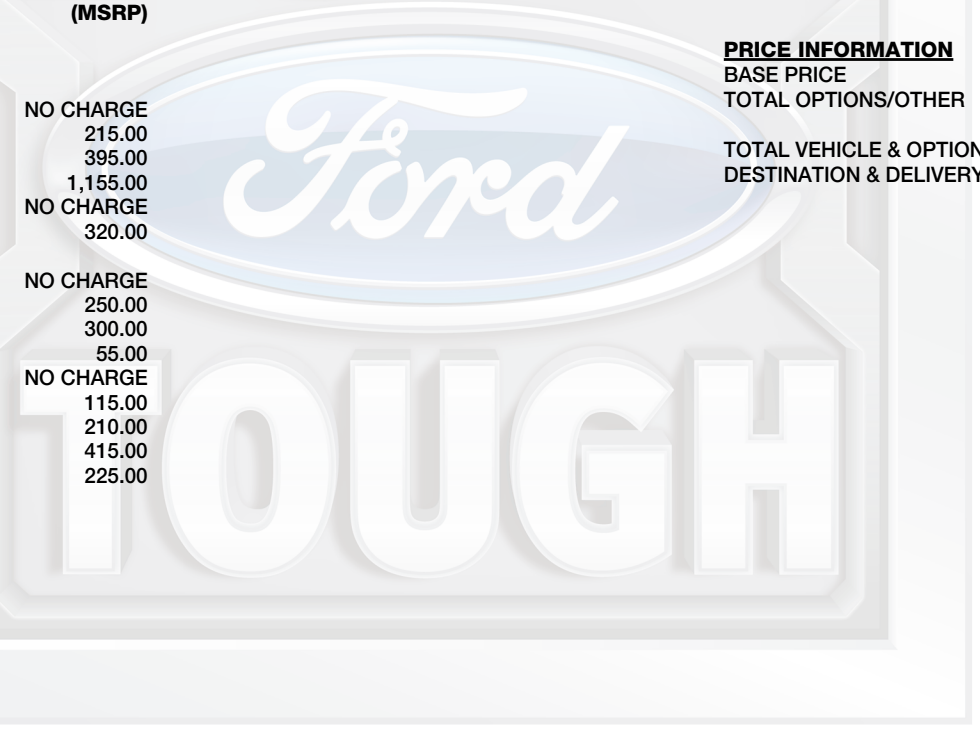 (MSRP)
NO CHARGE
215.00
395.00
1,155.00
NO CHARGE
320.00
NO CHARGE
250.00
300.00
55.00
NO CHARGE
115.00
210.00
415.00
225.00
PRICE INFORMATION
BASE PRICE
TOTAL OPTIONS/OTHER
TOTAL VEHICLE & OPTION
DESTINATION & DELIVERY
Ford
TOUGH